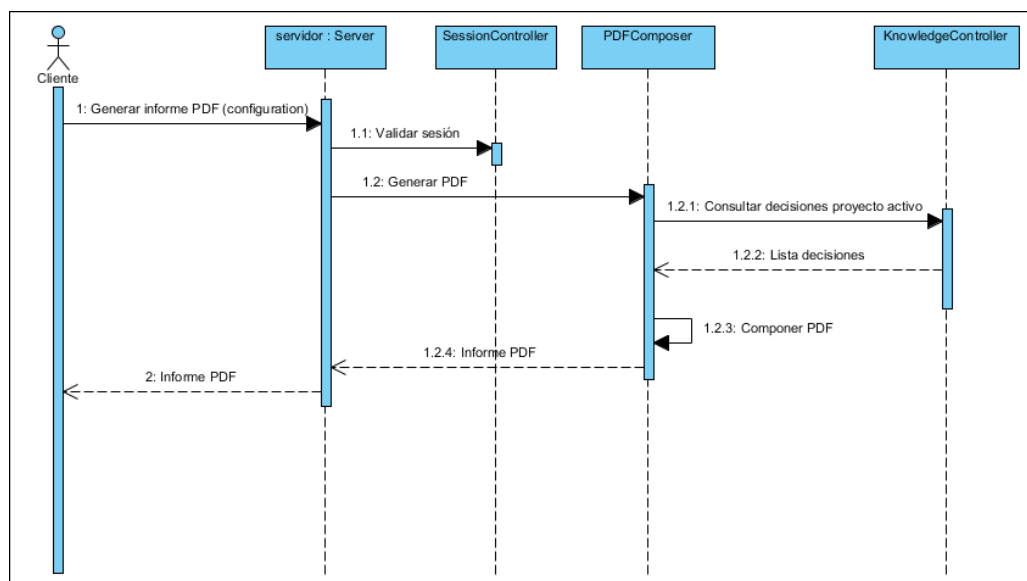 servidor : Server
SessionController
PDFComposer
KnowledgeController
Cliente
1: Generar informe PDF (configuration)
1.1: Validar sesión
1.2: Generar PDF
1.2.1: Consultar decisiones proyecto activo
1.2.2: Lista decisiones
1.2.3: Componer PDF
1.2.4: Informe PDF
2: Informe PDF